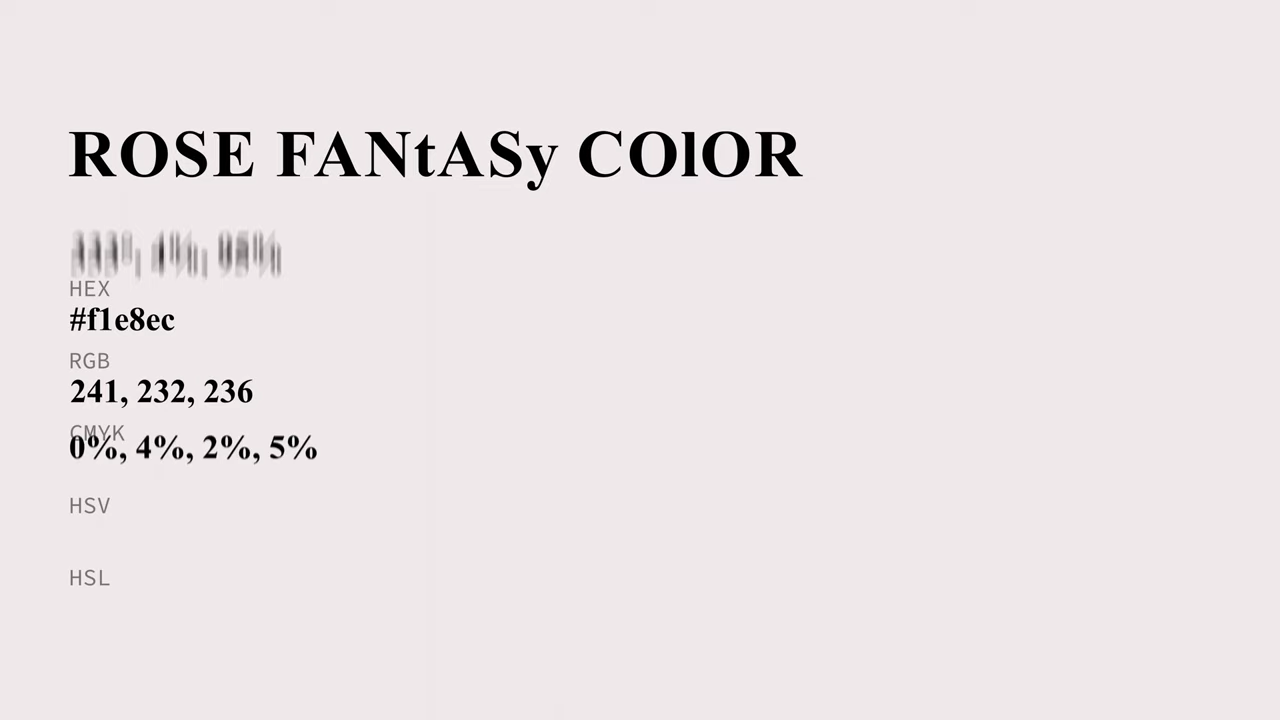 ROSE FANtASy COlOR
HEX
#f1e8ec
RGB
241, 232, 236
CMYK
0%, 4%, 2%, 5%
HSV
HSL